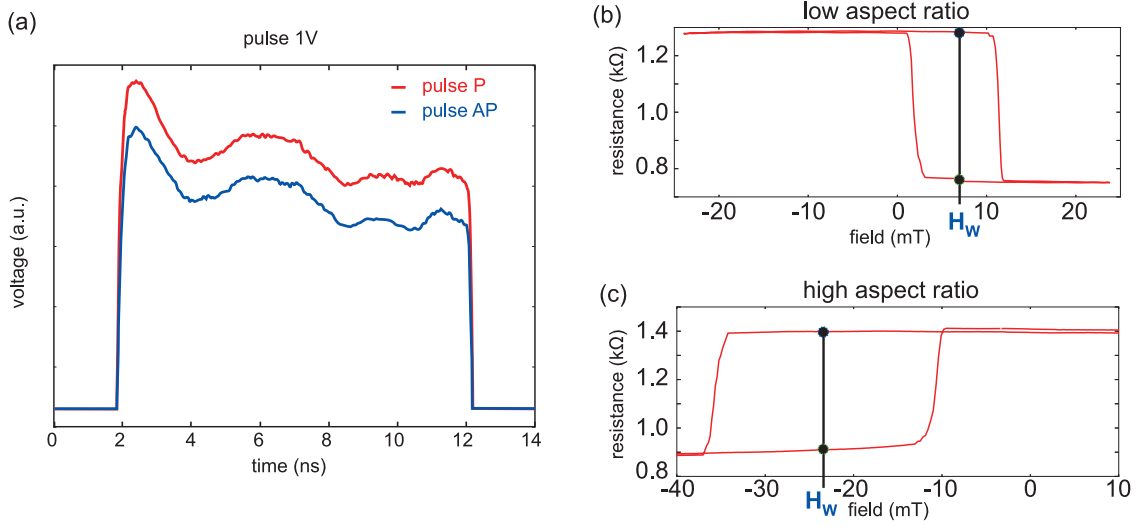 (a)
pulse 1V
pulse P
pulse AP
voltage (a.u.)
0 2 4 6 8 10 12 14
time (ns)
(b)
low aspect ratio
resistance (kΩ)
1.2
1.0
0.8
-20 -10 0 10 20
field (mT)
HW
(c)
high aspect ratio
resistance (kΩ)
1.4
1.2
1.0
0.8
-40 -30 -20 -10 0 10
HW
field (mT)